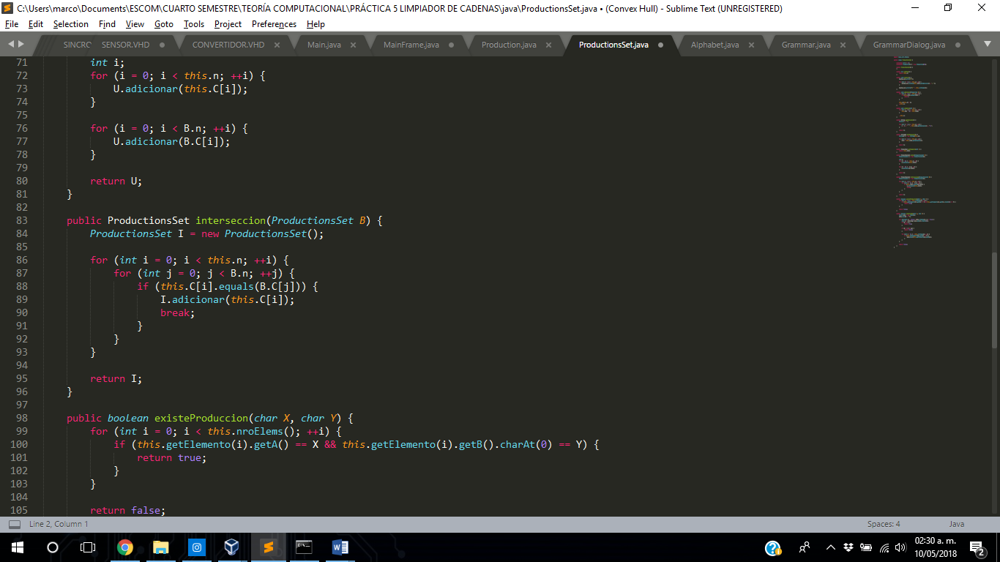 C:\Users\marco\Documents\ESCOM\CUARTO SEMESTRE\TEORÍA COMPUTACIONAL\PRÁCTICA 5 LIMPIADOR DE CADENAS\java\ProductionsSet.java • (Convex Hull) - Sublime Text (UNREGISTERED)
File Edit Selection Find View Goto Tools Project Preferences Help
SINCRO SENSOR.VHD CONVERTIDOR.VHD Main.java MainFrame.java Production.java ProductionsSet.java Alphabet.java Grammar.java GrammarDialog.java
71 int i;
72 for (i = 0; i < this.n; ++i) {
73 U.adicionar(this.C[i]);
74 }
75
76 for (i = 0; i < B.n; ++i) {
77 U.adicionar(B.C[i]);
78 }
79
80 return U;
81 }
82
83 public ProductionsSet interseccion(ProductionsSet B) {
84 ProductionsSet I = new ProductionsSet();
85
86 for (int i = 0; i < this.n; ++i) {
87 for (int j = 0; j < B.n; ++j) {
88 if (this.C[i].equals(B.C[j])) {
89 I.adicionar(this.C[i]);
90 break;
91 }
92 }
93 }
94
95 return I;
96 }
97
98 public boolean existeProduccion(char X, char Y) {
99 for (int i = 0; i < this.nroElems(); ++i) {
100 if (this.getElemento(i).getA() == X && this.getElemento(i).getB().charAt(0) == Y) {
101 return true;
102 }
103 }
104
105 return false;
Line 2, Column 1 Spaces: 4 Java
02:30 a. m.
10/05/2018
2